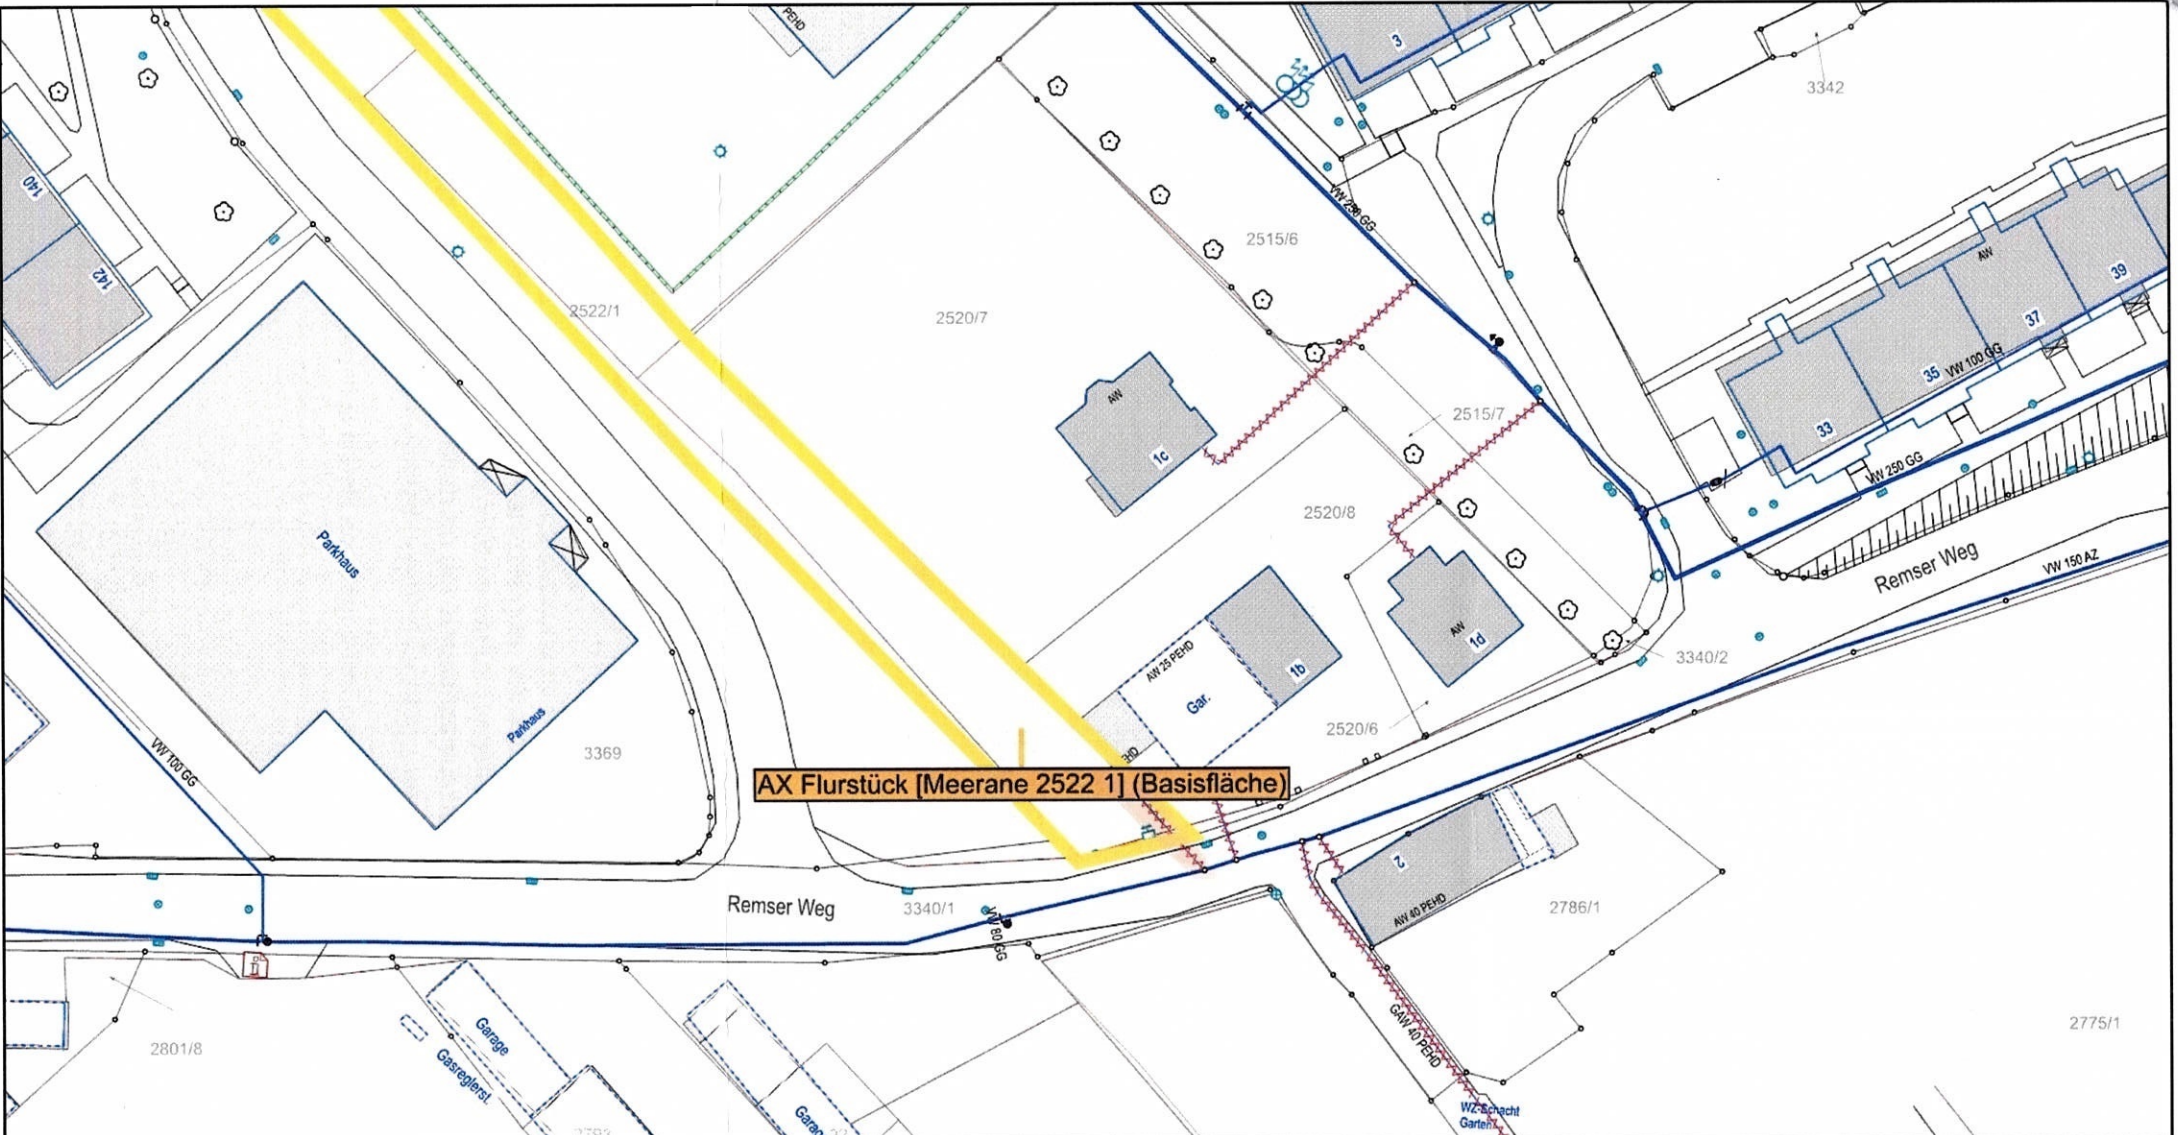 PEHD
3
3342
140
142
VW 250 GG
2515/6
AW
39
37
35
VW 100 GG
33
2522/1
2520/7
AW
1c
2515/7
VW 250 GG
2520/8
Remser Weg
VW 150 AZ
Parkhaus
AW
1d
AW 25 PEHD
1b
Gar.
3340/2
2520/6
Parkhaus
3369
VW 100 GG
AX Flurstück [Meerane 2522 1] (Basisfläche)
2
AW 40 PEHD
2786/1
Remser Weg
3340/1
VW 80 GG
2801/8
Garage
Gasreglerst.
GAW 40 PEHD
2775/1
WZ-Schacht
Garten